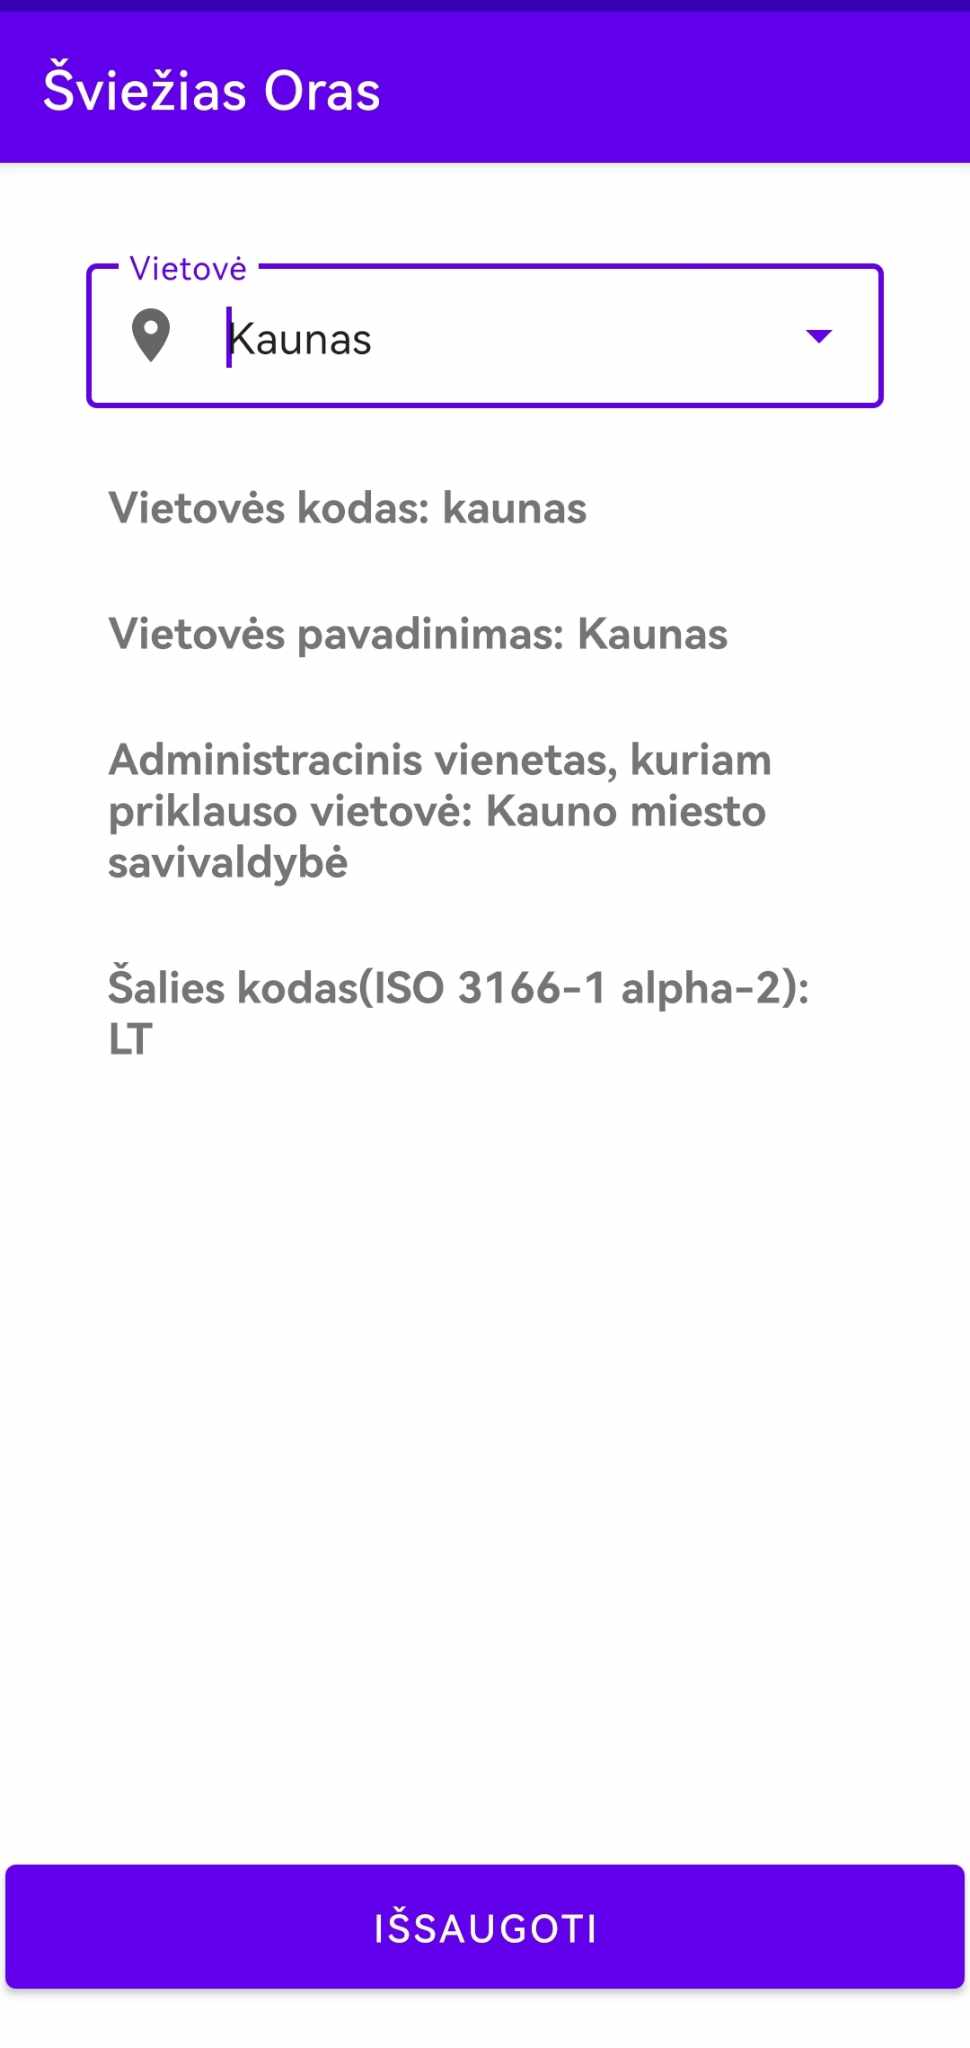 Šviežias Oras
Vietovė
Kaunas
Vietovės kodas: kaunas
Vietovės pavadinimas: Kaunas
Administracinis vienetas, kuriam
priklauso vietovė: Kauno miesto
savivaldybė
Šalies kodas(ISO 3166-1 alpha-2):
LT
IŠSAUGOTI